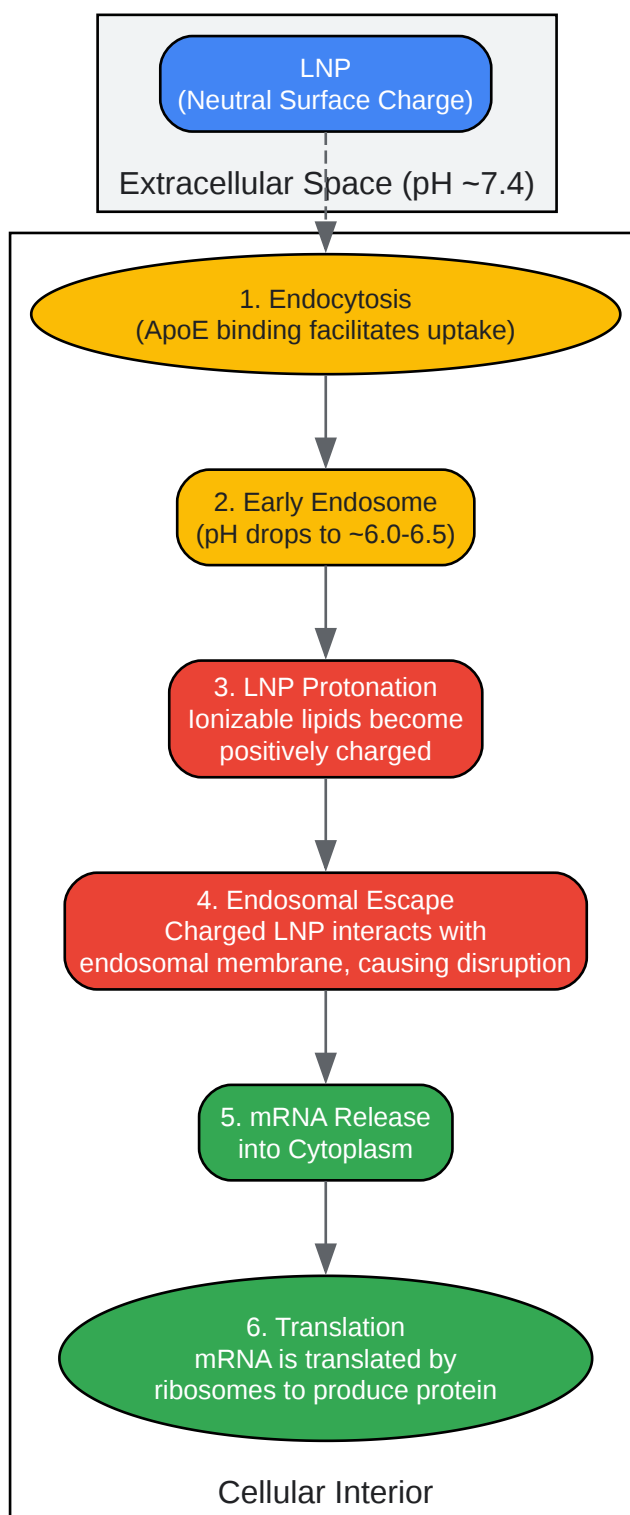 LNP
(Neutral Surface Charge)
Extracellular Space (pH ~7.4)
1. Endocytosis
(ApoE binding facilitates uptake)
2. Early Endosome
(pH drops to ~6.0-6.5)
3. LNP Protonation
Ionizable lipids become
positively charged
4. Endosomal Escape
Charged LNP interacts with
endosomal membrane, causing disruption
5. mRNA Release
into Cytoplasm
6. Translation
mRNA is translated by
ribosomes to produce protein
Cellular Interior